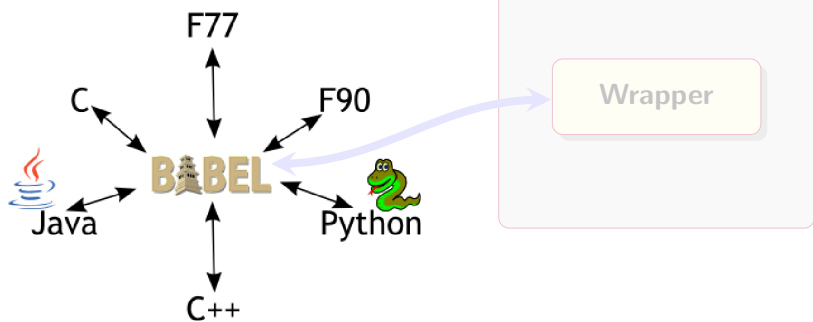 F77
C
F90
Wrapper
BABEL
Java
Python
C++